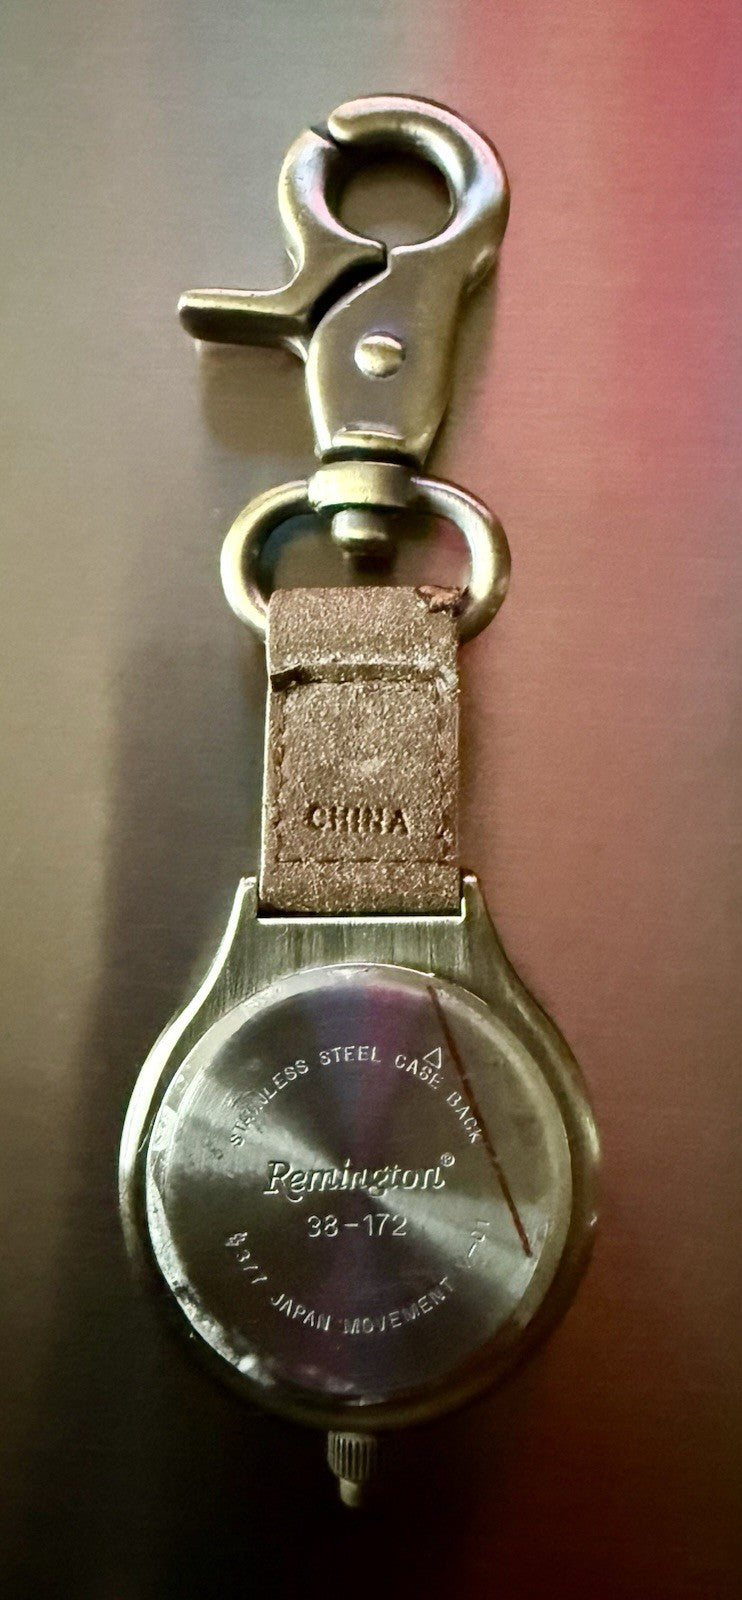 CHINA
STAINLESS STEEL CASE BACK
Remington®
38-172
JAPAN MOVEMENT